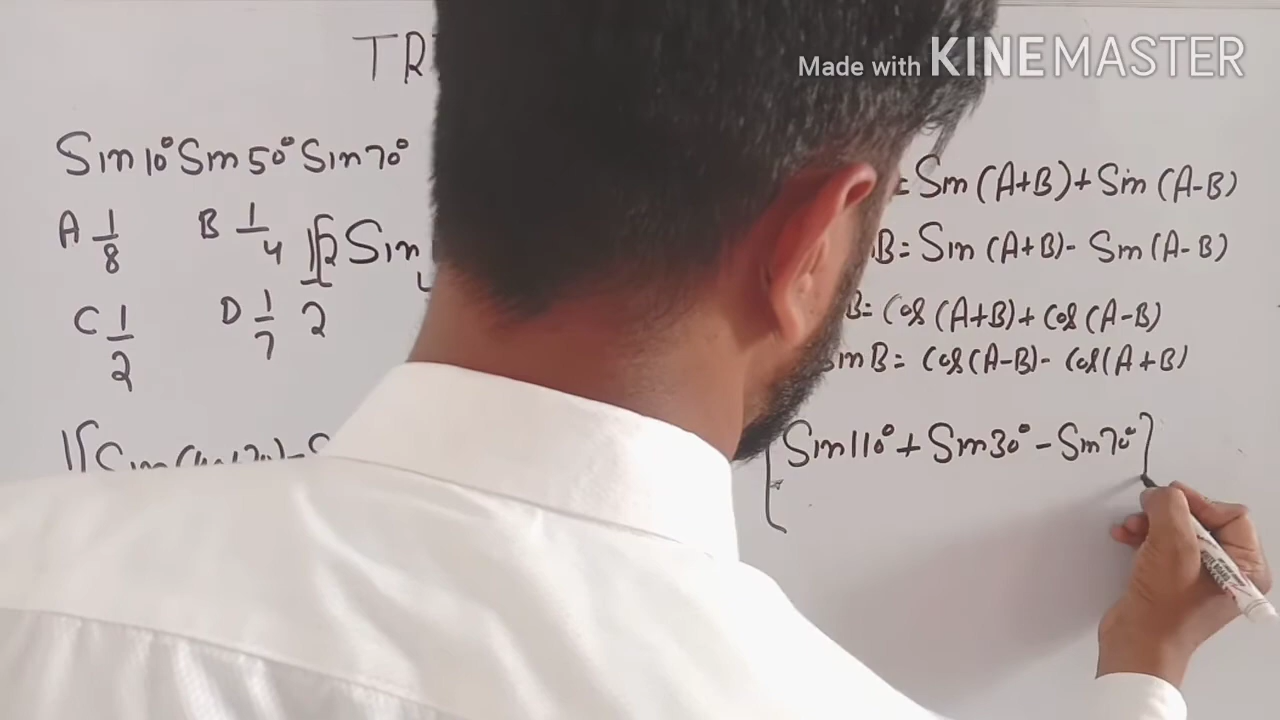 Made with KINEMASTER
TR
Sin10° Sin50° Sin70°
A 1/8 B 1/4
C 1/2 D 1/7
1/2[2 Sin
= Sin(A+B)+Sin(A-B)
B= Sin(A+B)- Sin(A-B)
B= Cos(A+B)+Cos(A-B)
SinB= Cos(A-B)- Cos(A+B)
[Sin110°+Sin30°-Sin70°]